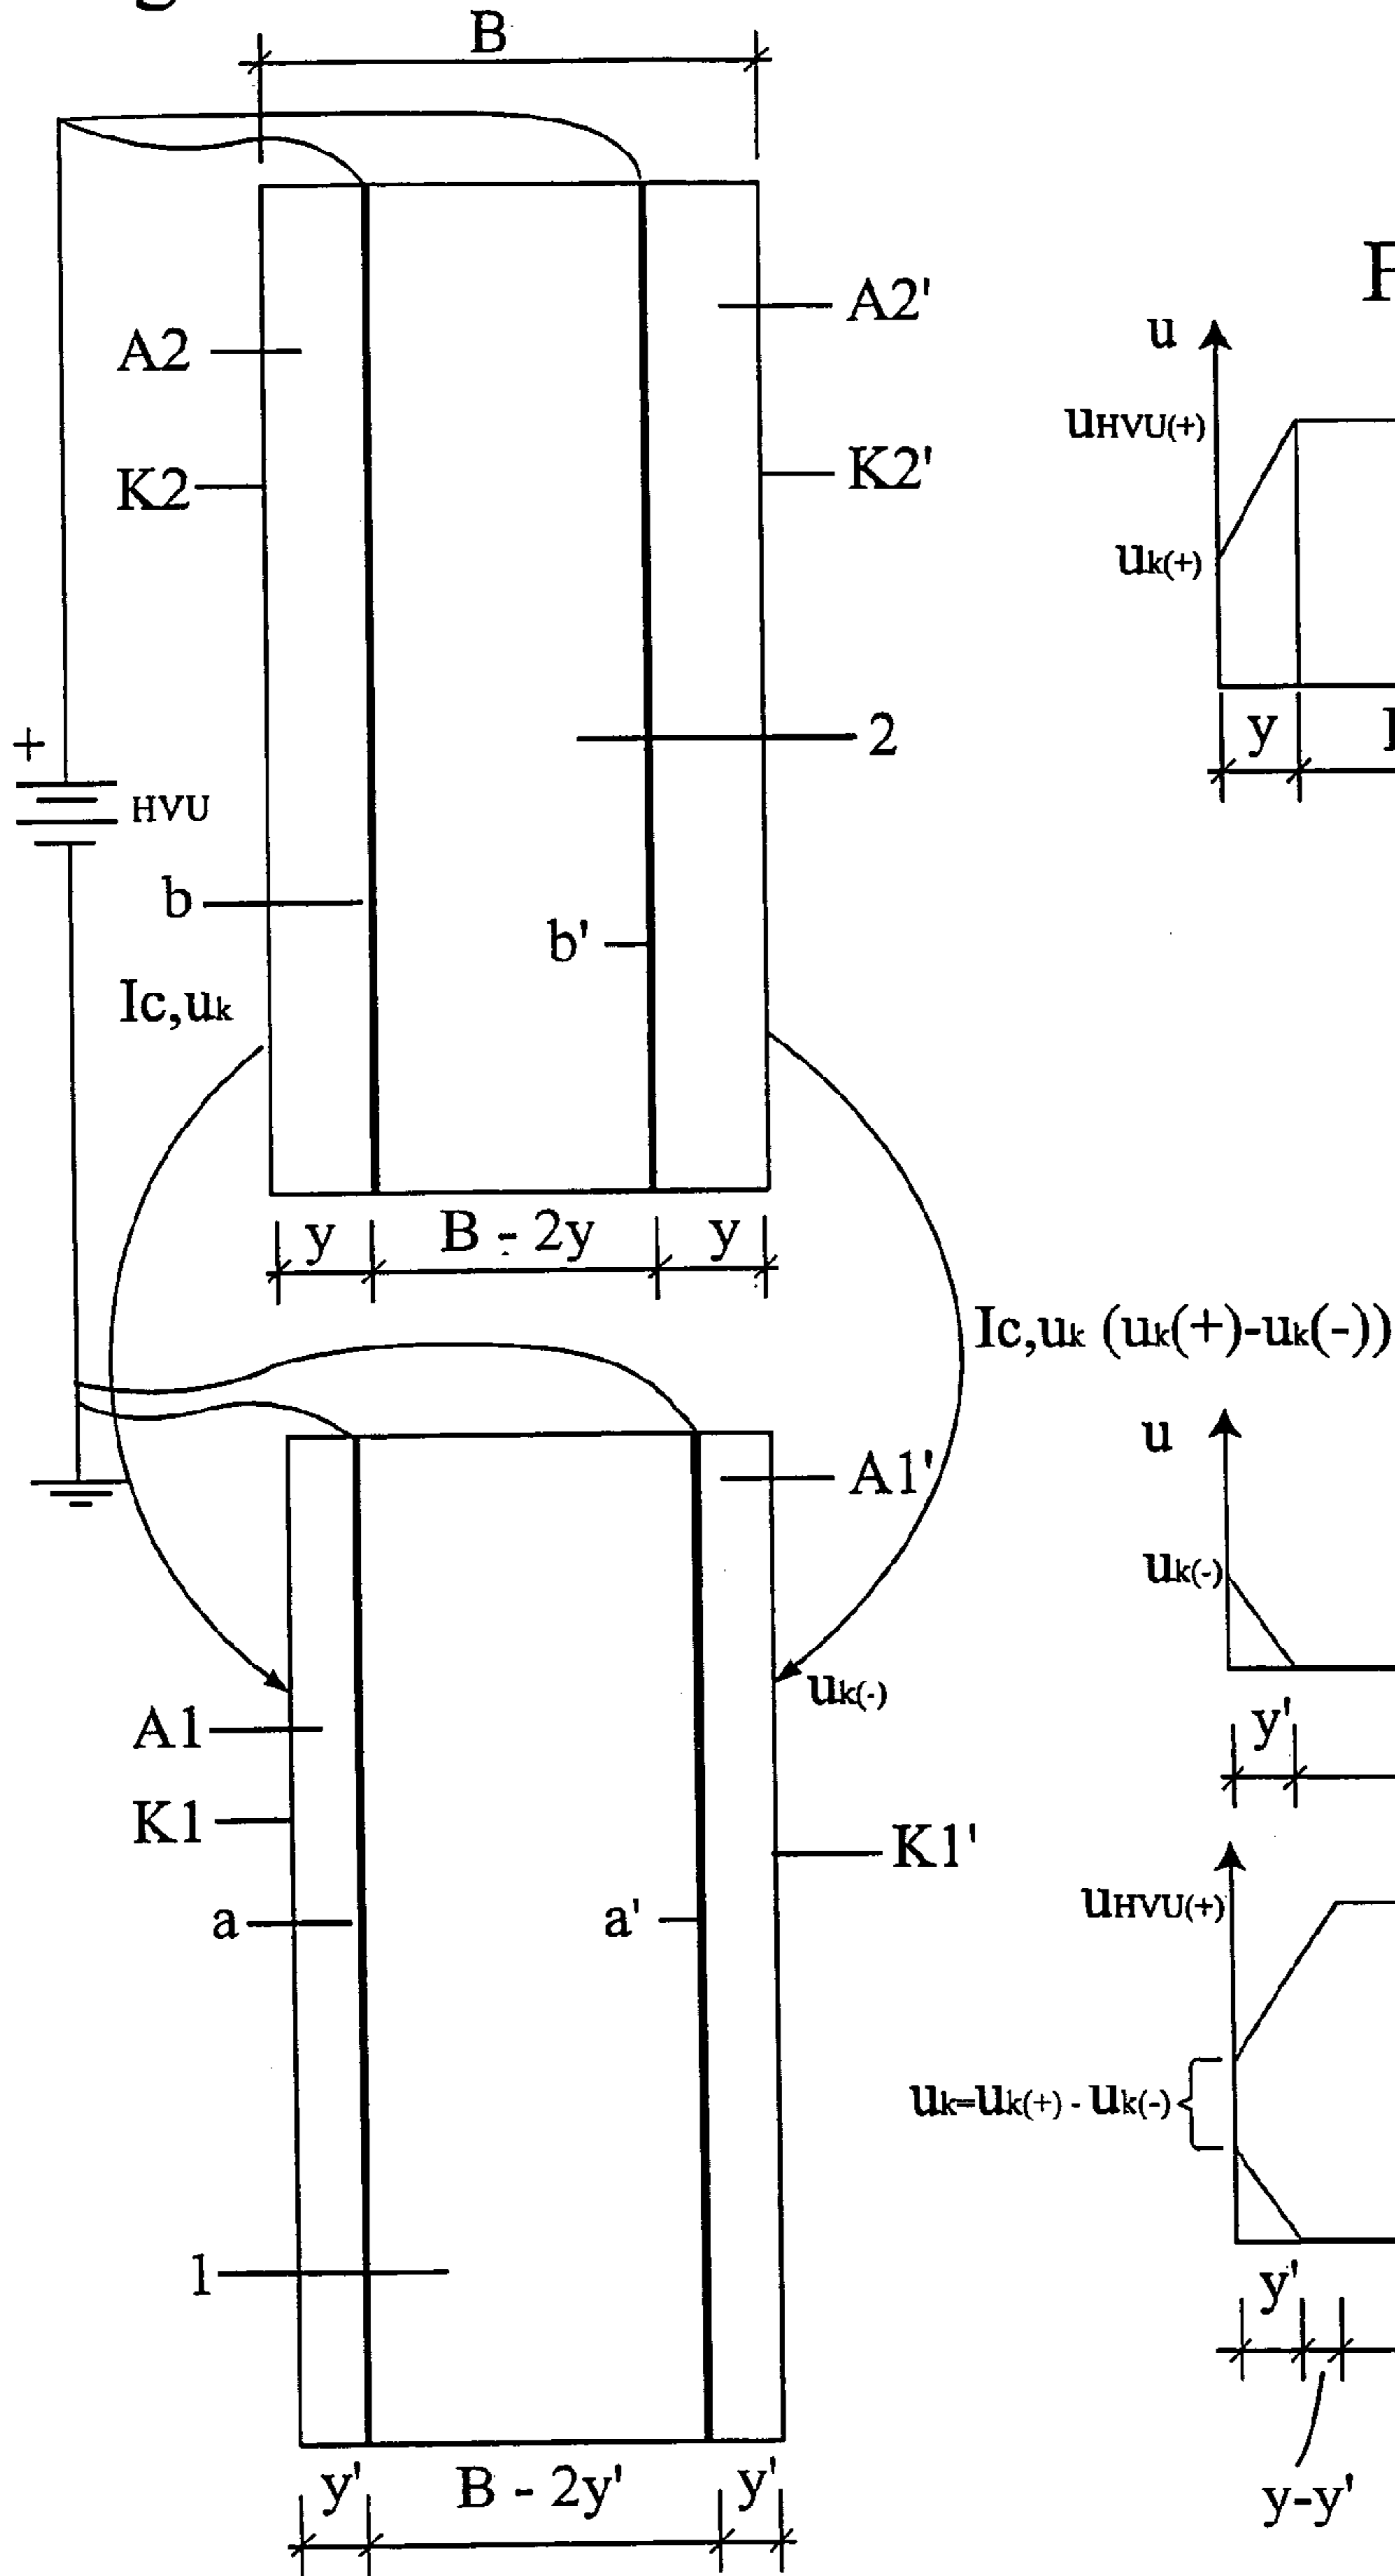 B
A2
A2'
K2
K2'
2
+
HVU
b
b'
Ic,uk
y
B - 2y
y
Ic,uk (uk(+)-uk(-))
A1'
uk(-)
A1
K1
K1'
a
a'
1
y'
B - 2y'
y'
u
uHVU(+)
uk(+)
y
u
uk(-)
y'
uHVU(+)
uk=uk(+) - uk(-)
y'
y-y'